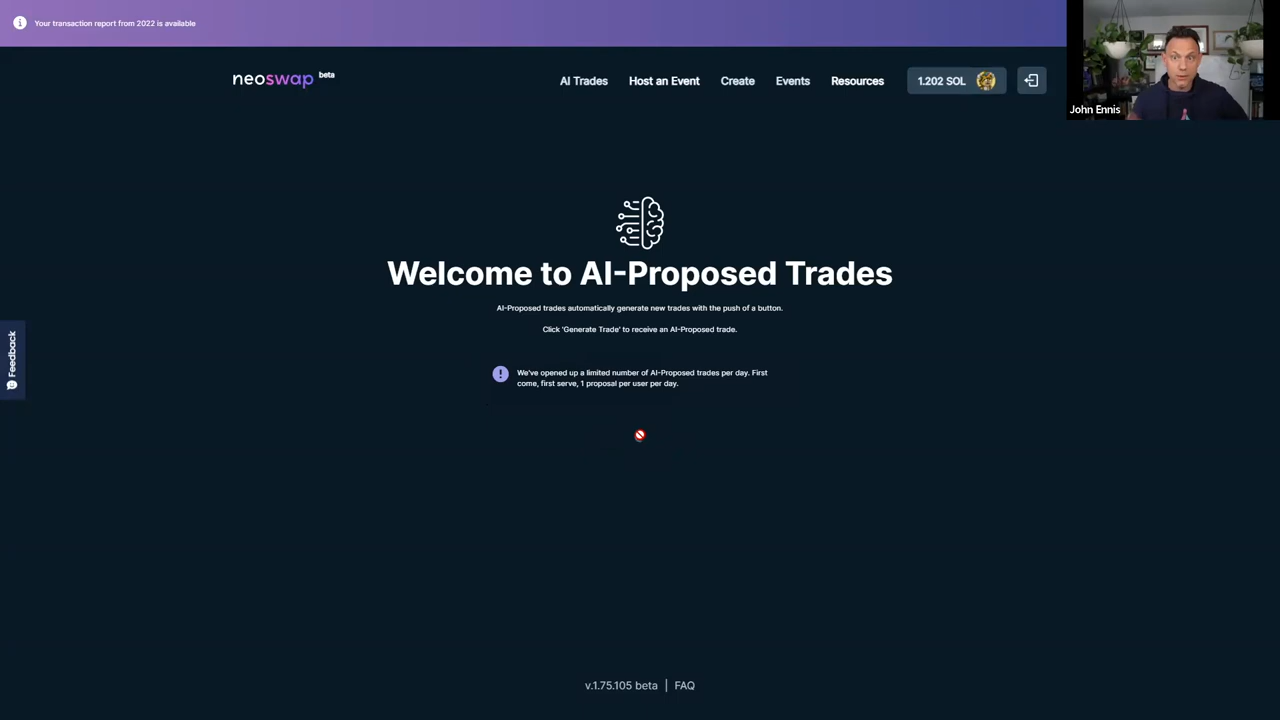 Your transaction report from 2022 is available
neoswap beta
AI Trades
Host an Event
Create
Events
Resources
1.202 SOL
John Ennis
Welcome to AI-Proposed Trades
AI-Proposed trades automatically generate new trades with the push of a button.
Click 'Generate Trade' to receive an AI-Proposed trade.
We've opened up a limited number of AI-Proposed trades per day. First
come, first serve, 1 proposal per user per day.
Feedback
v.1.75.105 beta | FAQ